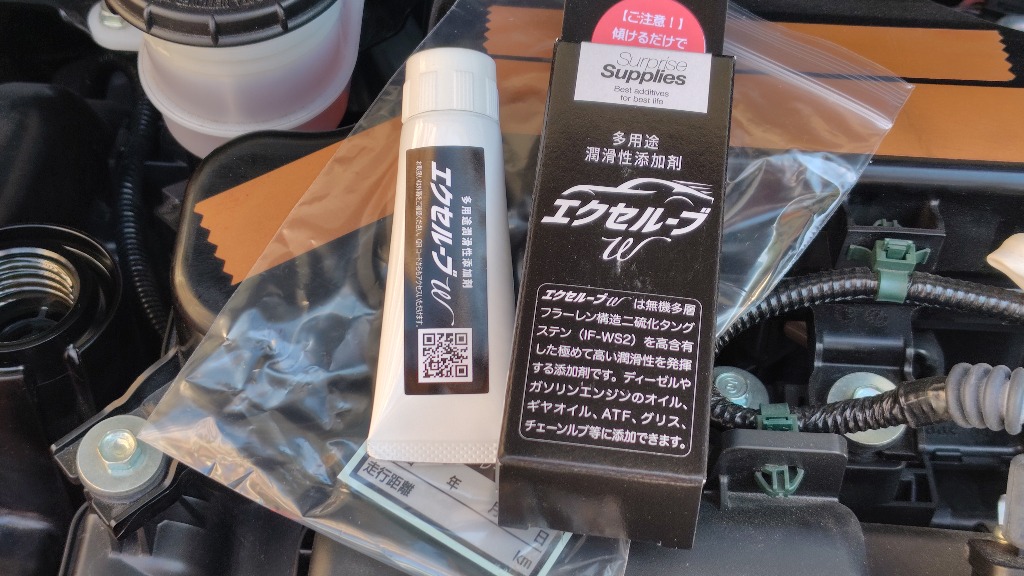 【ご注意！】
傾けるだけで
Surprise
Supplies
Best additives
for best life
多用途
潤滑性添加剤
エクセルーブ
W
エクセルーブW は無機多層
フラーレン構造二硫化タング
ステン（IF-WS2）を高含有
した極めて高い潤滑性を発揮
する添加剤です。ディーゼルや
ガソリンエンジンのオイル、
ギヤオイル、ATF、グリス、
チェーンルブ等に添加できます。
エクセルーブW
多用途潤滑性添加剤
年
月
日
走行距離
Km